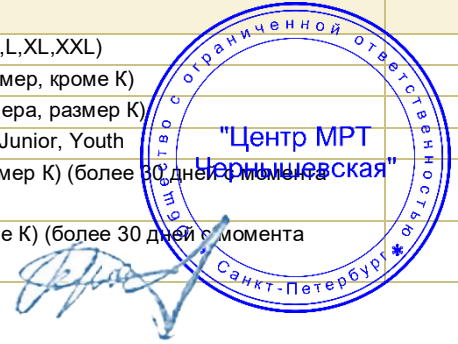 ,L,XL,XXL)
мер, кроме К)
ера, размер К)
Junior, Youth
мер К) (более 30 дней с момента
е К) (более 30 дней с момента
Общество с ограниченной ответственностью
"Центр МРТ
Чернышевская"
* Санкт-Петербург *